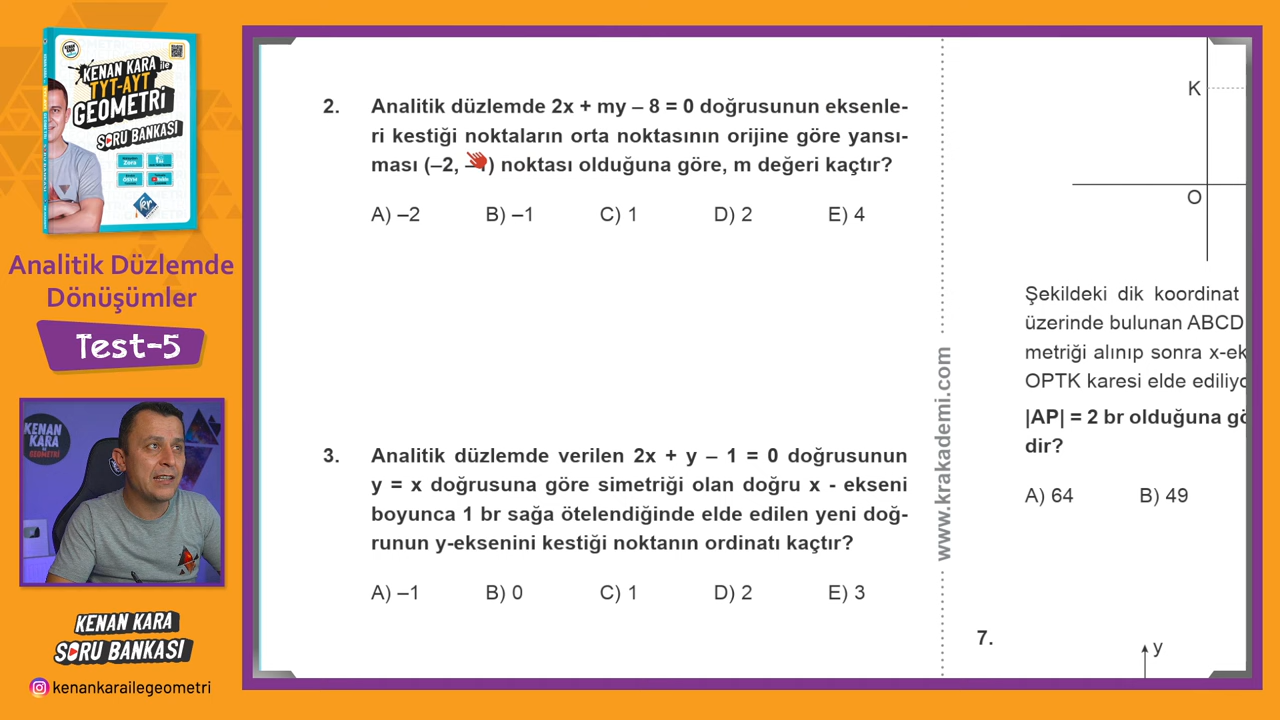 KENAN KARA ile
TYT-AYT
GEOMETRİ
SORU BANKASI
Analitik Düzlemde
Dönüşümler
Test-5
KENAN
KARA
GEOMETRİ
KENAN KARA
SORU BANKASI
kenankarailegeometri
2. Analitik düzlemde 2x + my – 8 = 0 doğrusunun eksenle-
ri kestiği noktaların orta noktasının orijine göre yansı-
ması (–2, ) noktası olduğuna göre, m değeri kaçtır?
A) –2 B) –1 C) 1 D) 2 E) 4
3. Analitik düzlemde verilen 2x + y – 1 = 0 doğrusunun
y = x doğrusuna göre simetriği olan doğru x - ekseni
boyunca 1 br sağa ötelendiğinde elde edilen yeni doğ-
runun y-eksenini kestiği noktanın ordinatı kaçtır?
A) –1 B) 0 C) 1 D) 2 E) 3
www.krakademi.com
K
O
Şekildeki dik koordinat
üzerinde bulunan ABCD
metriği alınıp sonra x-ek
OPTK karesi elde ediliyo
|AP| = 2 br olduğuna gö
dir?
A) 64 B) 49
7.
y